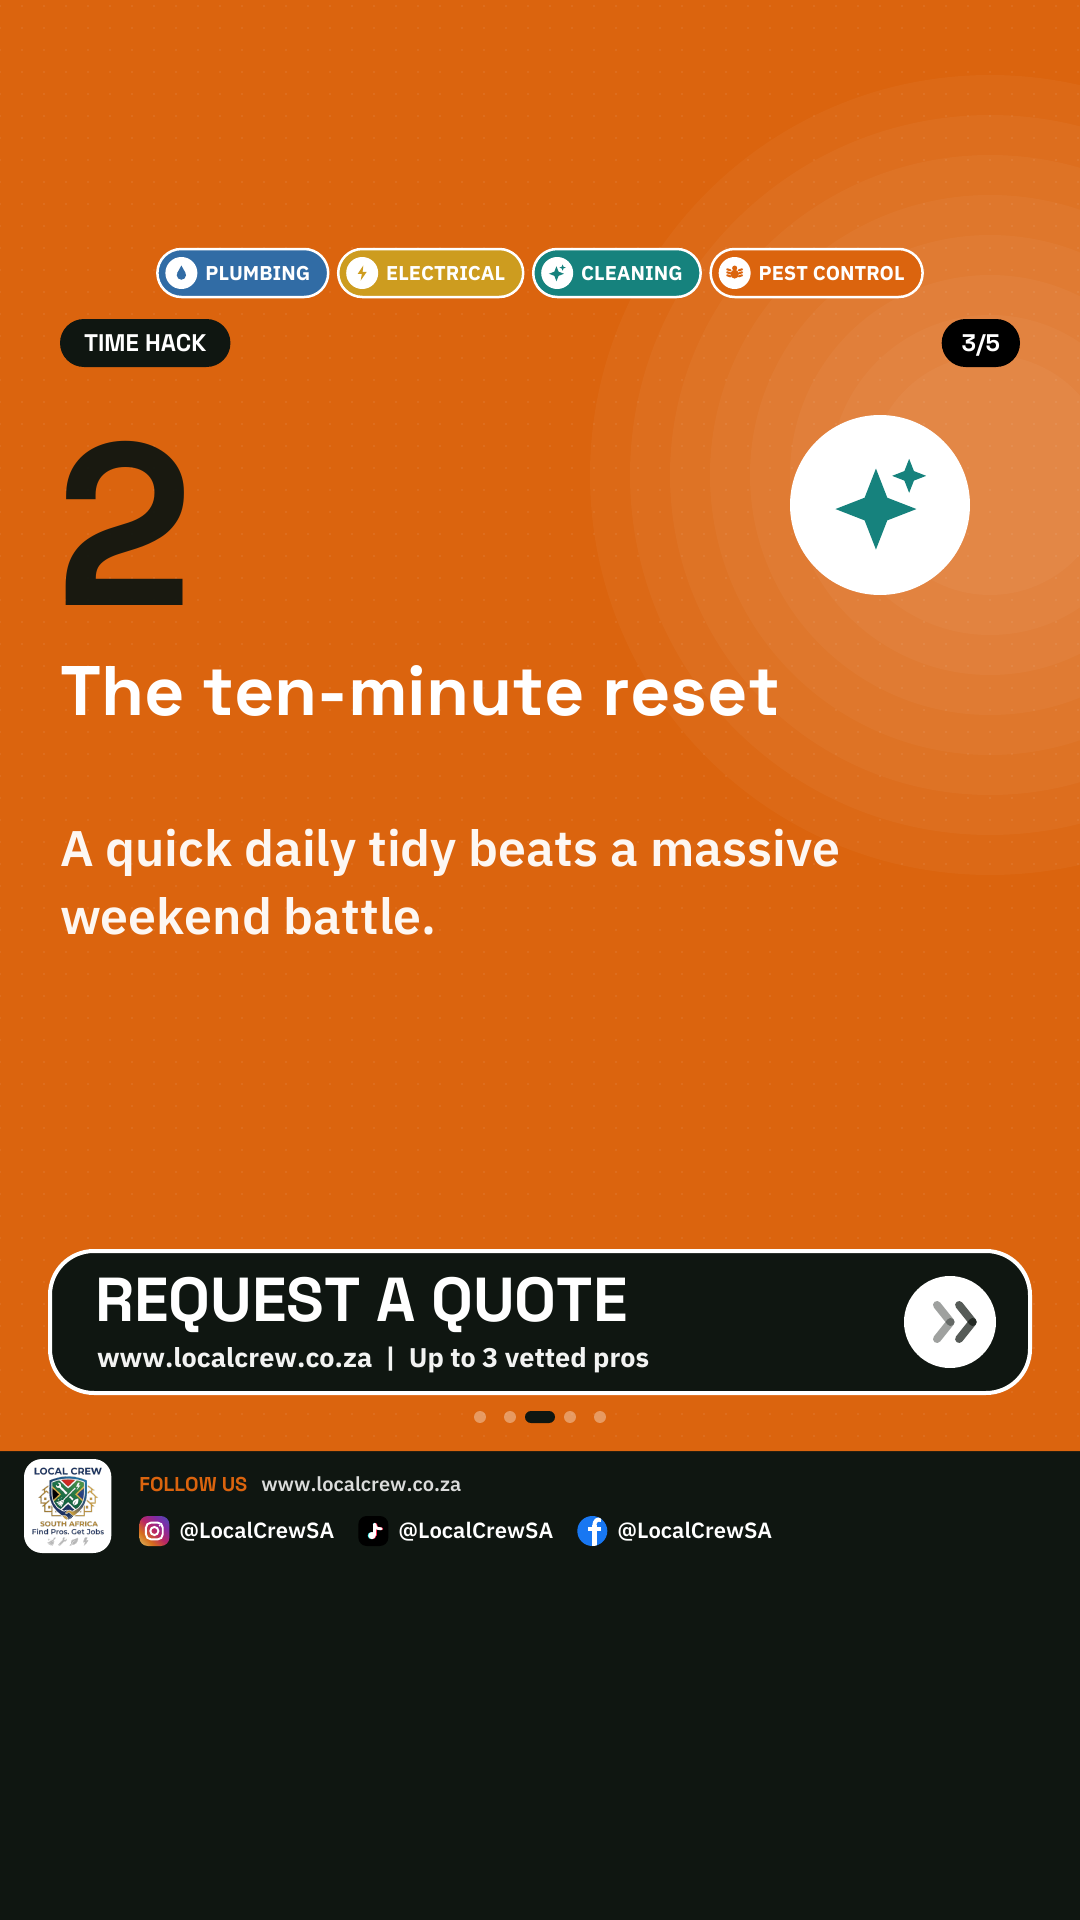 PLUMBING ELECTRICAL CLEANING PEST CONTROL
TIME HACK 3/5
2
The ten-minute reset
A quick daily tidy beats a massive
weekend battle.
REQUEST A QUOTE
www.localcrew.co.za | Up to 3 vetted pros
LOCAL CREW
SOUTH AFRICA
Find Pros. Get Jobs
FOLLOW US www.localcrew.co.za
@LocalCrewSA @LocalCrewSA @LocalCrewSA